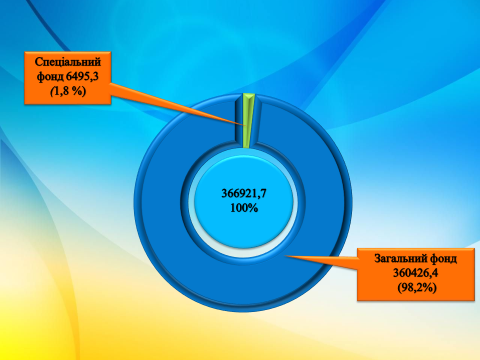 Спеціальний
фонд 6495,3
(1,8 %)
366921,7
100%
Загальний фонд
360426,4
(98,2%)